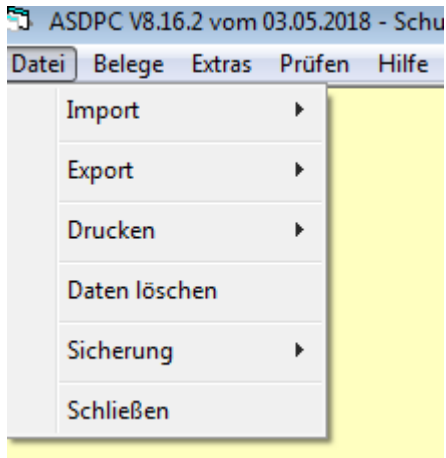 ASDPC V8.16.2 vom 03.05.2018 - Schu
Datei Belege Extras Prüfen Hilfe
Import
Export
Drucken
Daten löschen
Sicherung
Schließen